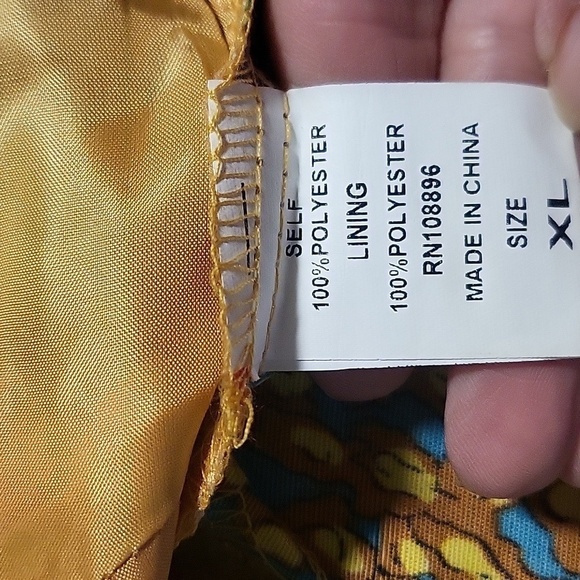 SELF
100%POLYESTER
LINING
100%POLYESTER
RN108896
MADE IN CHINA
SIZE
XL